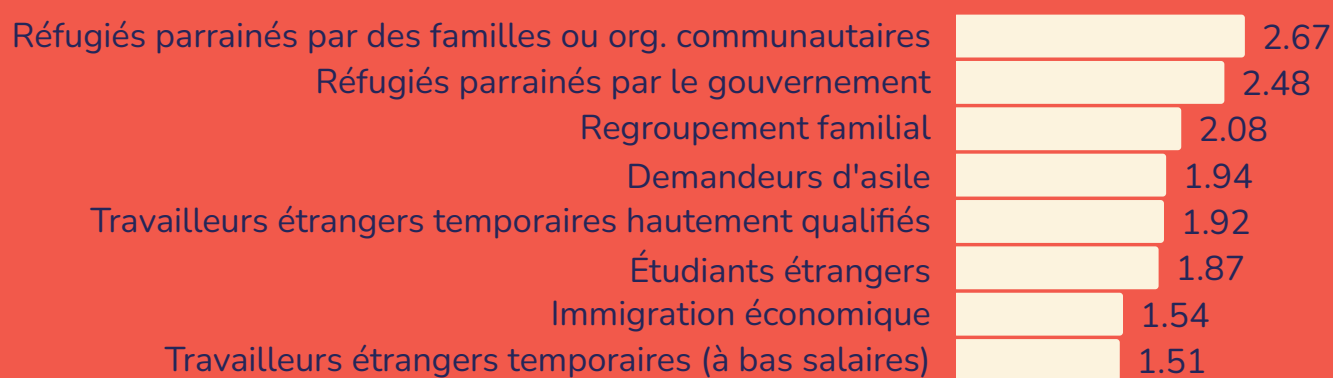 Réfugiés parrainés par des familles ou org. communautaires 2.67
Réfugiés parrainés par le gouvernement 2.48
Regroupement familial 2.08
Demandeurs d'asile 1.94
Travailleurs étrangers temporaires hautement qualifiés 1.92
Étudiants étrangers 1.87
Immigration économique 1.54
Travailleurs étrangers temporaires (à bas salaires) 1.51